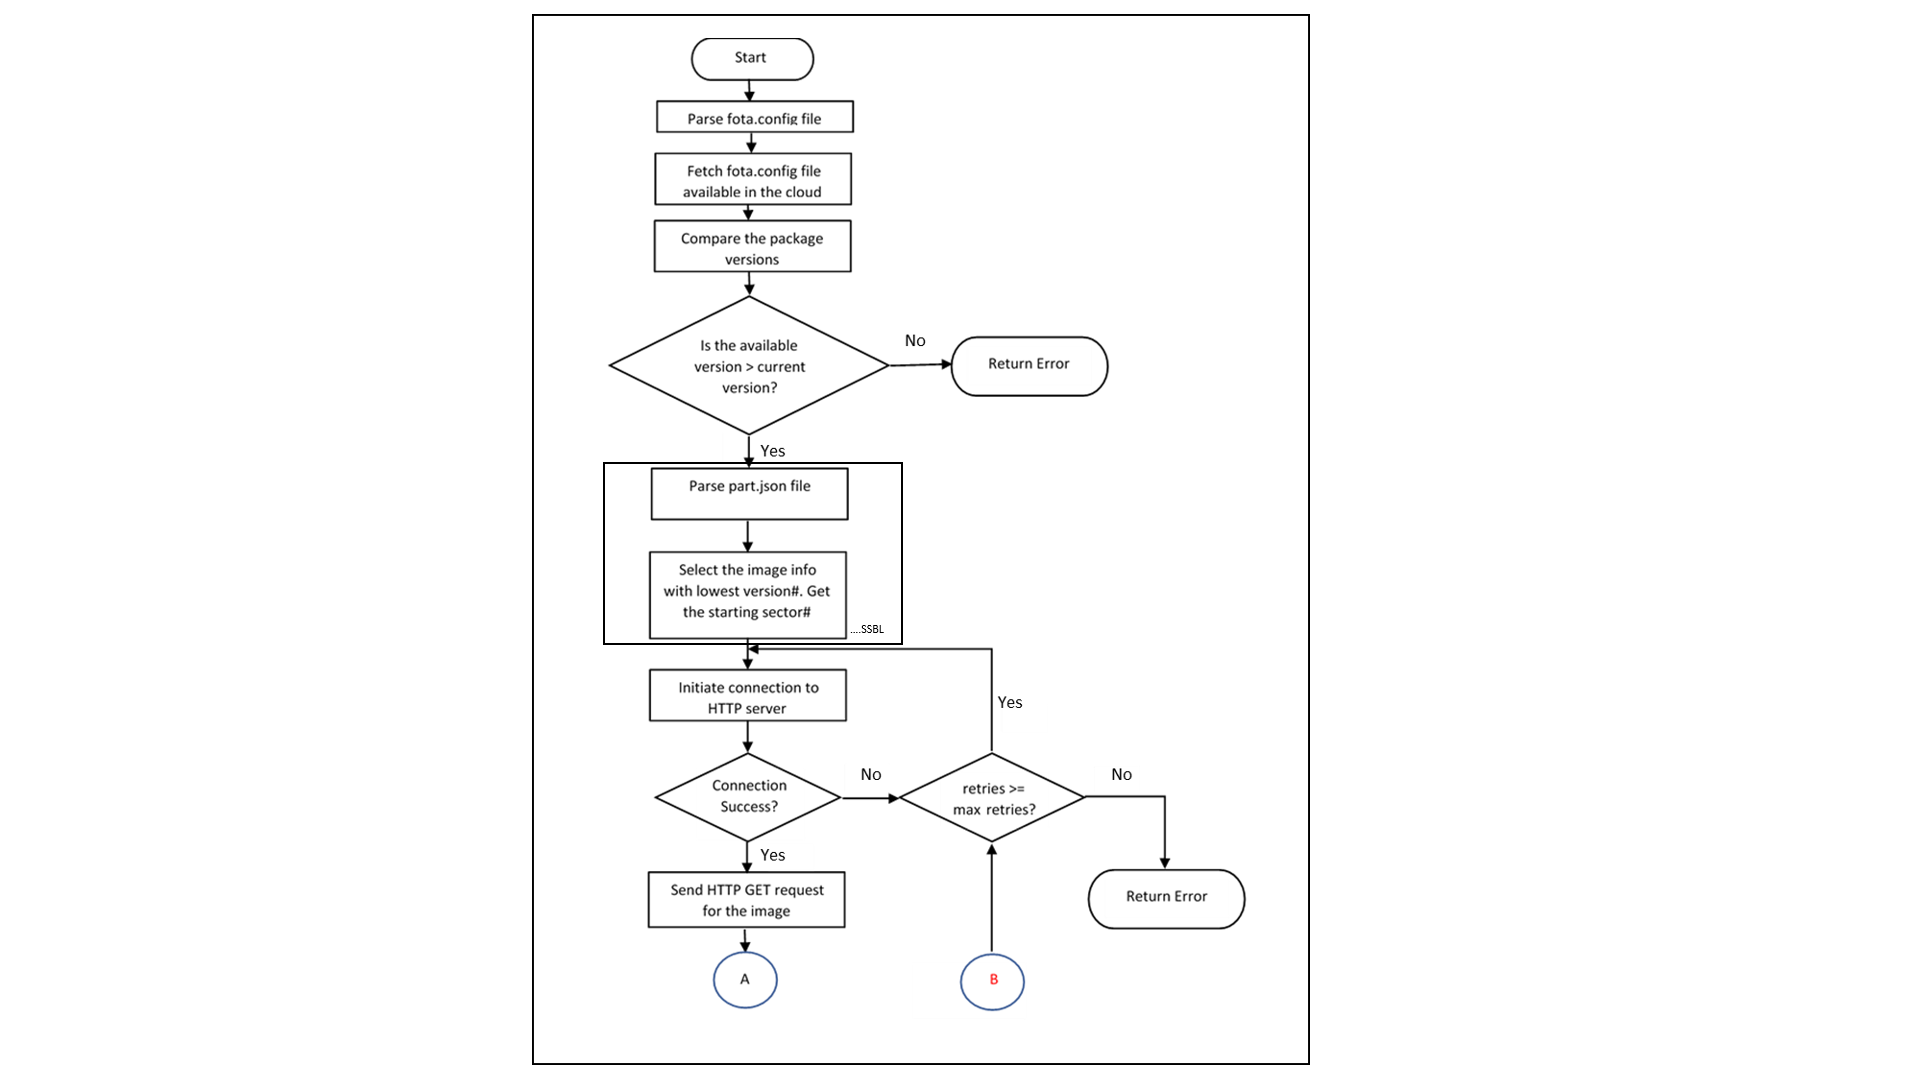 Start
Parse fota.config file
Fetch fota.config file
available in the cloud
Compare the package
versions
Is the available
version > current
version?
No
Return Error
Yes
Parse part.json file
Select the image info
with lowest version#. Get
the starting sector#
....SSBL
Initiate connection to
HTTP server
Yes
Connection
Success?
No
retries >=
max retries?
No
Yes
Send HTTP GET request
for the image
Return Error
A
B